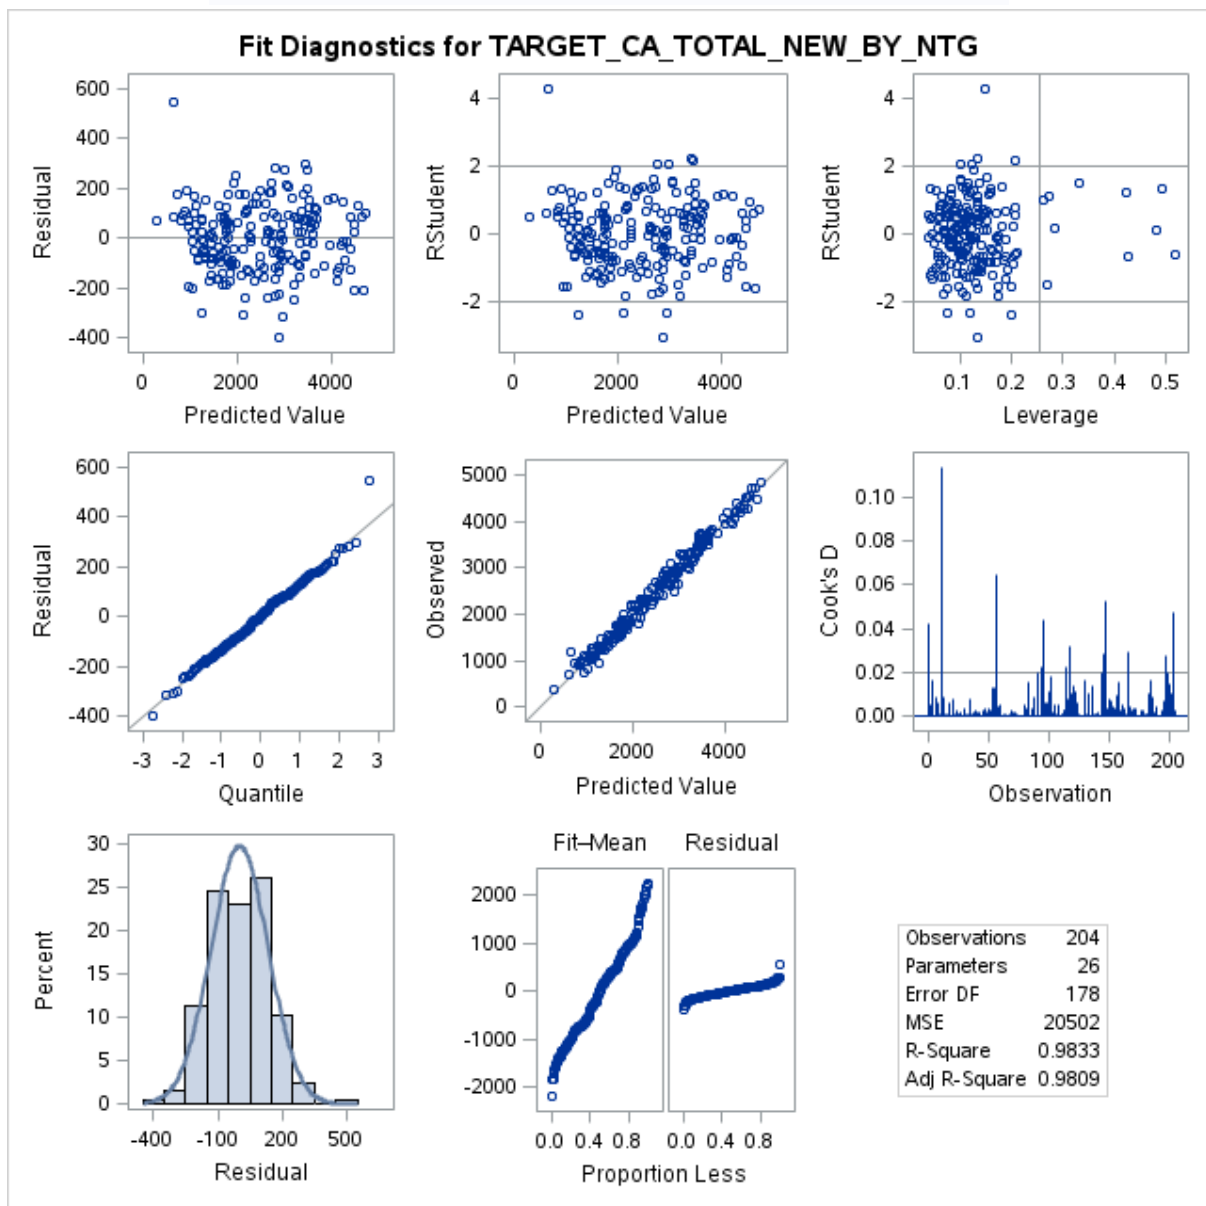 Fit Diagnostics for TARGET_CA_TOTAL_NEW_BY_NTG
600
400
200
0
-200
-400
Residual
0 2000 4000
Predicted Value
4
2
0
-2
RStudent
0 2000 4000
Predicted Value
4
2
0
-2
RStudent
0.1 0.2 0.3 0.4 0.5
Leverage
600
400
200
0
-200
-400
Residual
-3 -2 -1 0 1 2 3
Quantile
5000
4000
3000
2000
1000
0
Observed
0 2000 4000
Predicted Value
0.10
0.08
0.06
0.04
0.02
0.00
Cook's D
0 50 100 150 200
Observation
30
25
20
15
10
5
0
Percent
-400 -100 200 500
Residual
Fit–Mean Residual
2000
1000
0
-1000
-2000
0.0 0.4 0.8 0.0 0.4 0.8
Proportion Less
Observations 204
Parameters 26
Error DF 178
MSE 20502
R-Square 0.9833
Adj R-Square 0.9809